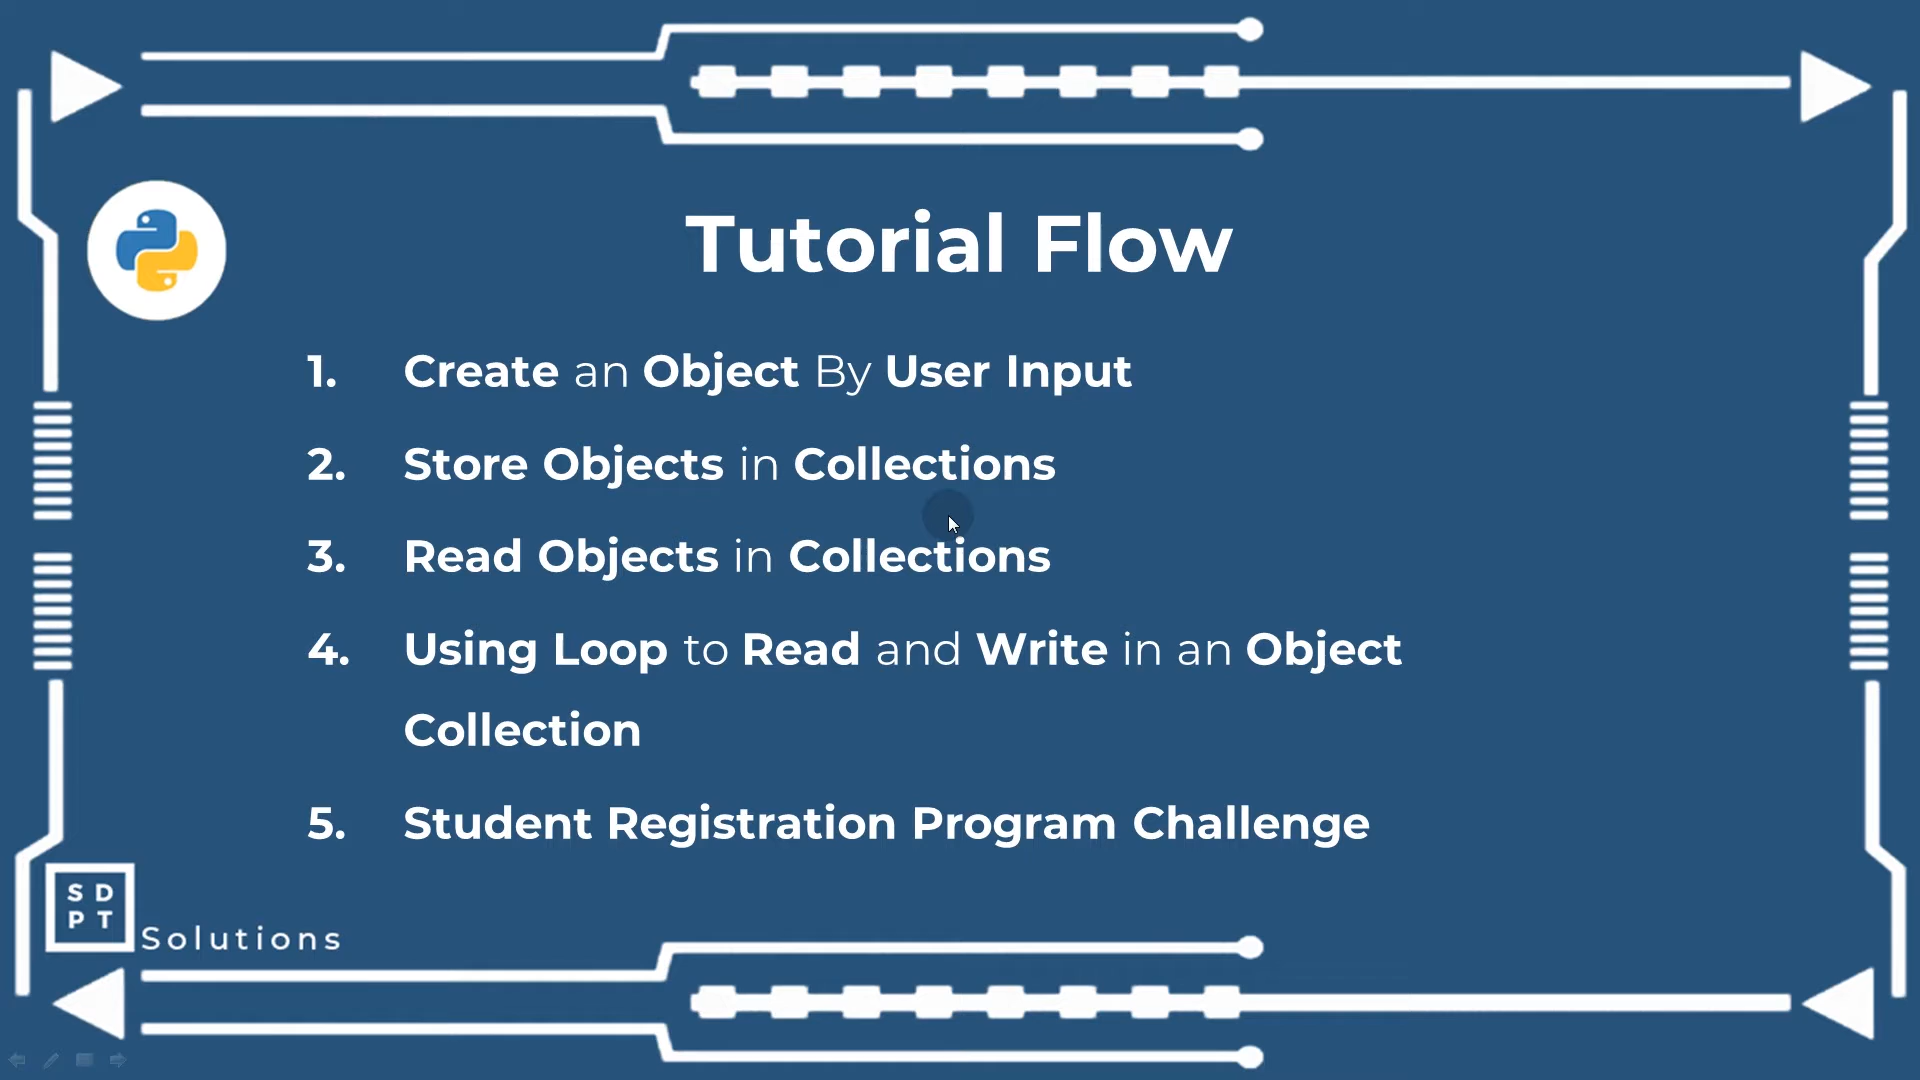 Tutorial Flow
1. Create an Object By User Input
2. Store Objects in Collections
3. Read Objects in Collections
4. Using Loop to Read and Write in an Object
Collection
5. Student Registration Program Challenge
S D
P T
Solutions